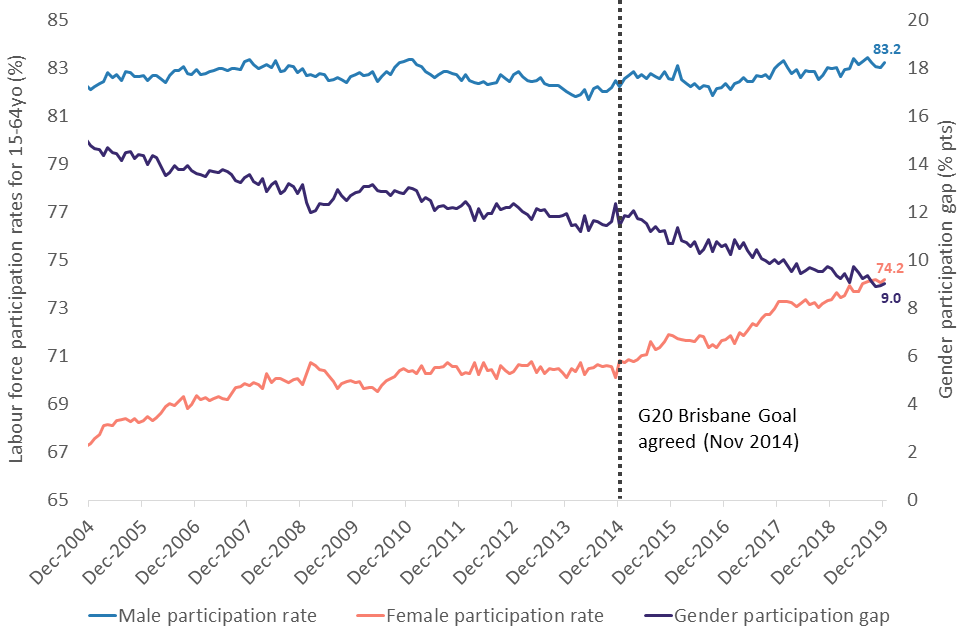 Labour force participation rates for 15-64yo (%)
85
83
81
79
77
75
73
71
69
67
65
20
18
16
14
12
10
8
6
4
2
0
Gender participation gap (% pts)
83.2
74.2
9.0
G20 Brisbane Goal
agreed (Nov 2014)
Dec-2004
Dec-2005
Dec-2006
Dec-2007
Dec-2008
Dec-2009
Dec-2010
Dec-2011
Dec-2012
Dec-2013
Dec-2014
Dec-2015
Dec-2016
Dec-2017
Dec-2018
Dec-2019
Male participation rate
Female participation rate
Gender participation gap